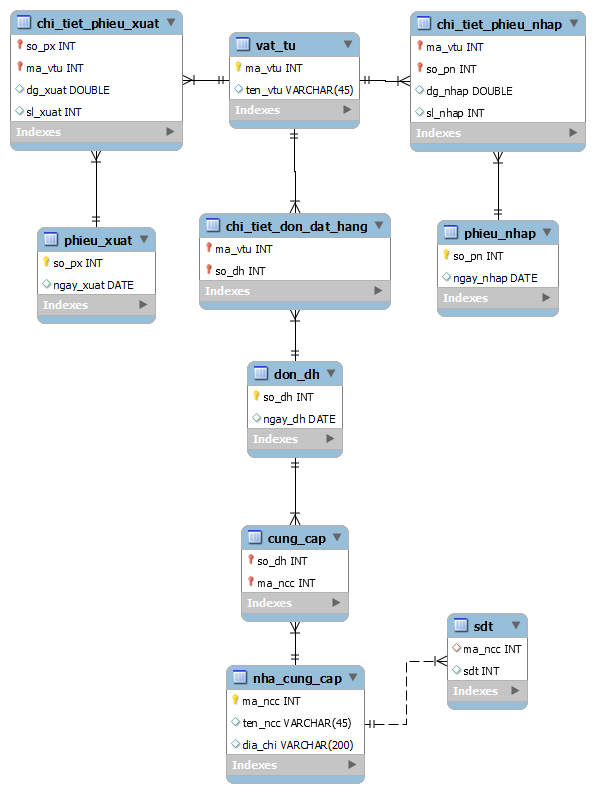 chi_tiet_phieu_xuat
so_px INT
ma_vtu INT
dg_xuat DOUBLE
sl_xuat INT
Indexes
vat_tu
ma_vtu INT
ten_vtu VARCHAR(45)
Indexes
chi_tiet_phieu_nhap
ma_vtu INT
so_pn INT
dg_nhap DOUBLE
sl_nhap INT
Indexes
phieu_xuat
so_px INT
ngay_xuat DATE
Indexes
chi_tiet_don_dat_hang
ma_vtu INT
so_dh INT
Indexes
phieu_nhap
so_pn INT
ngay_nhap DATE
Indexes
don_dh
so_dh INT
ngay_dh DATE
Indexes
cung_cap
so_dh INT
ma_ncc INT
Indexes
sdt
ma_ncc INT
sdt INT
Indexes
nha_cung_cap
ma_ncc INT
ten_ncc VARCHAR(45)
dia_chi VARCHAR(200)
Indexes